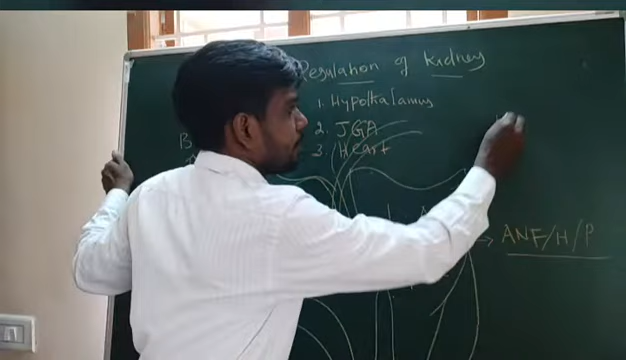 Regulation of Kidney
1. Hypothalamus
2. JGA
3. Heart
B
→ ANF/H/P